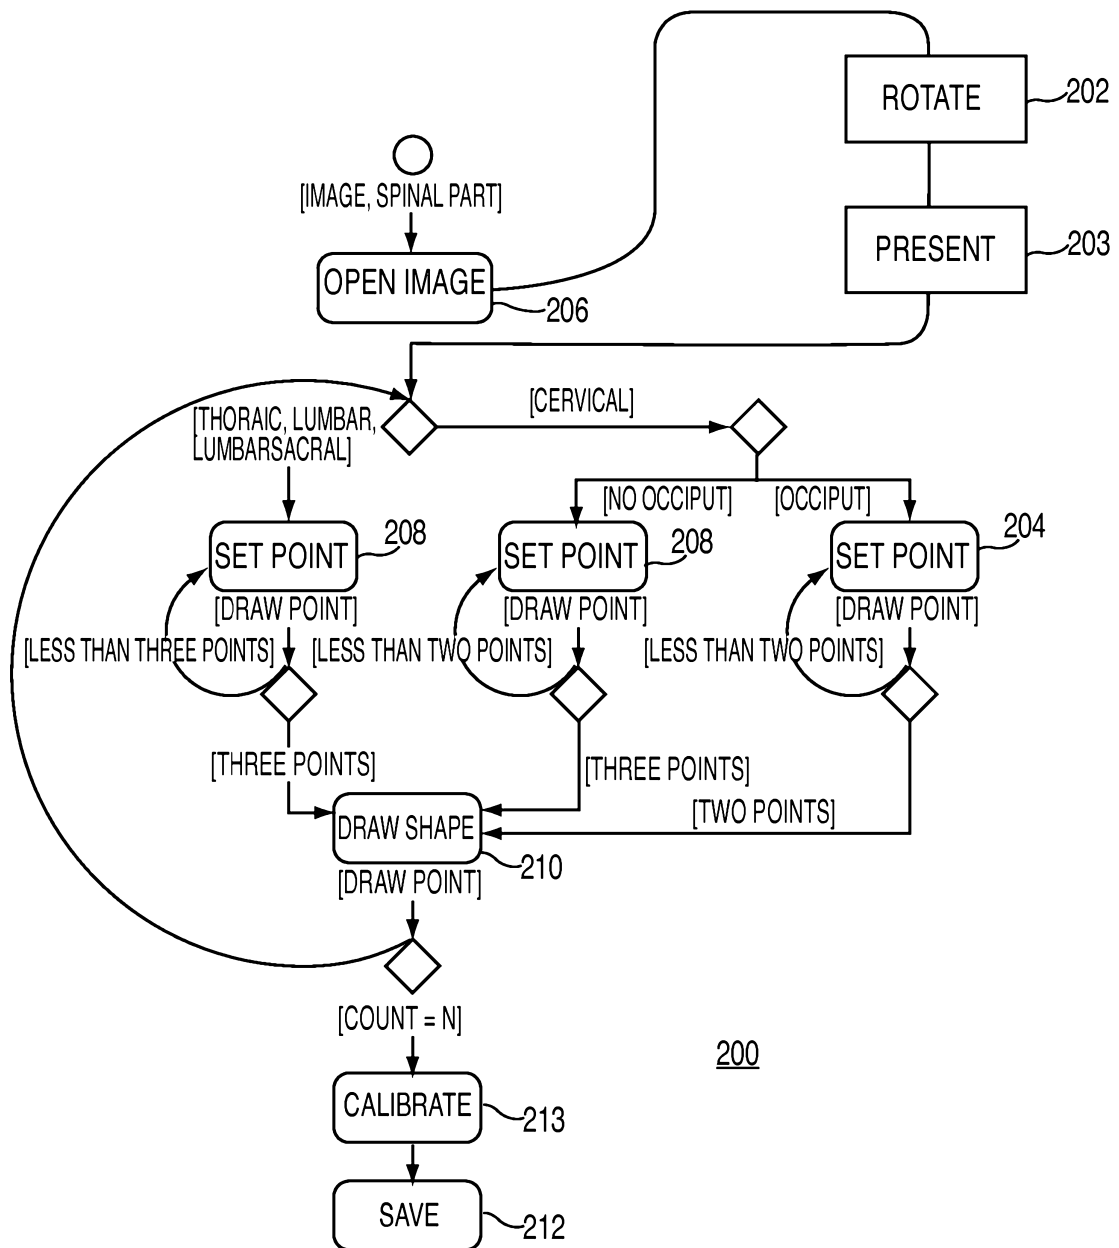 ROTATE
202
[IMAGE, SPINAL PART]
PRESENT
203
OPEN IMAGE
206
[CERVICAL]
[THORAIC, LUMBAR,
LUMBARSACRAL]
[NO OCCIPUT]
[OCCIPUT]
SET POINT
208
SET POINT
208
SET POINT
204
[DRAW POINT]
[DRAW POINT]
[DRAW POINT]
[LESS THAN THREE POINTS]
[LESS THAN TWO POINTS]
[LESS THAN TWO POINTS]
[THREE POINTS]
[THREE POINTS]
[TWO POINTS]
DRAW SHAPE
210
[DRAW POINT]
[COUNT = N]
200
CALIBRATE
213
SAVE
212